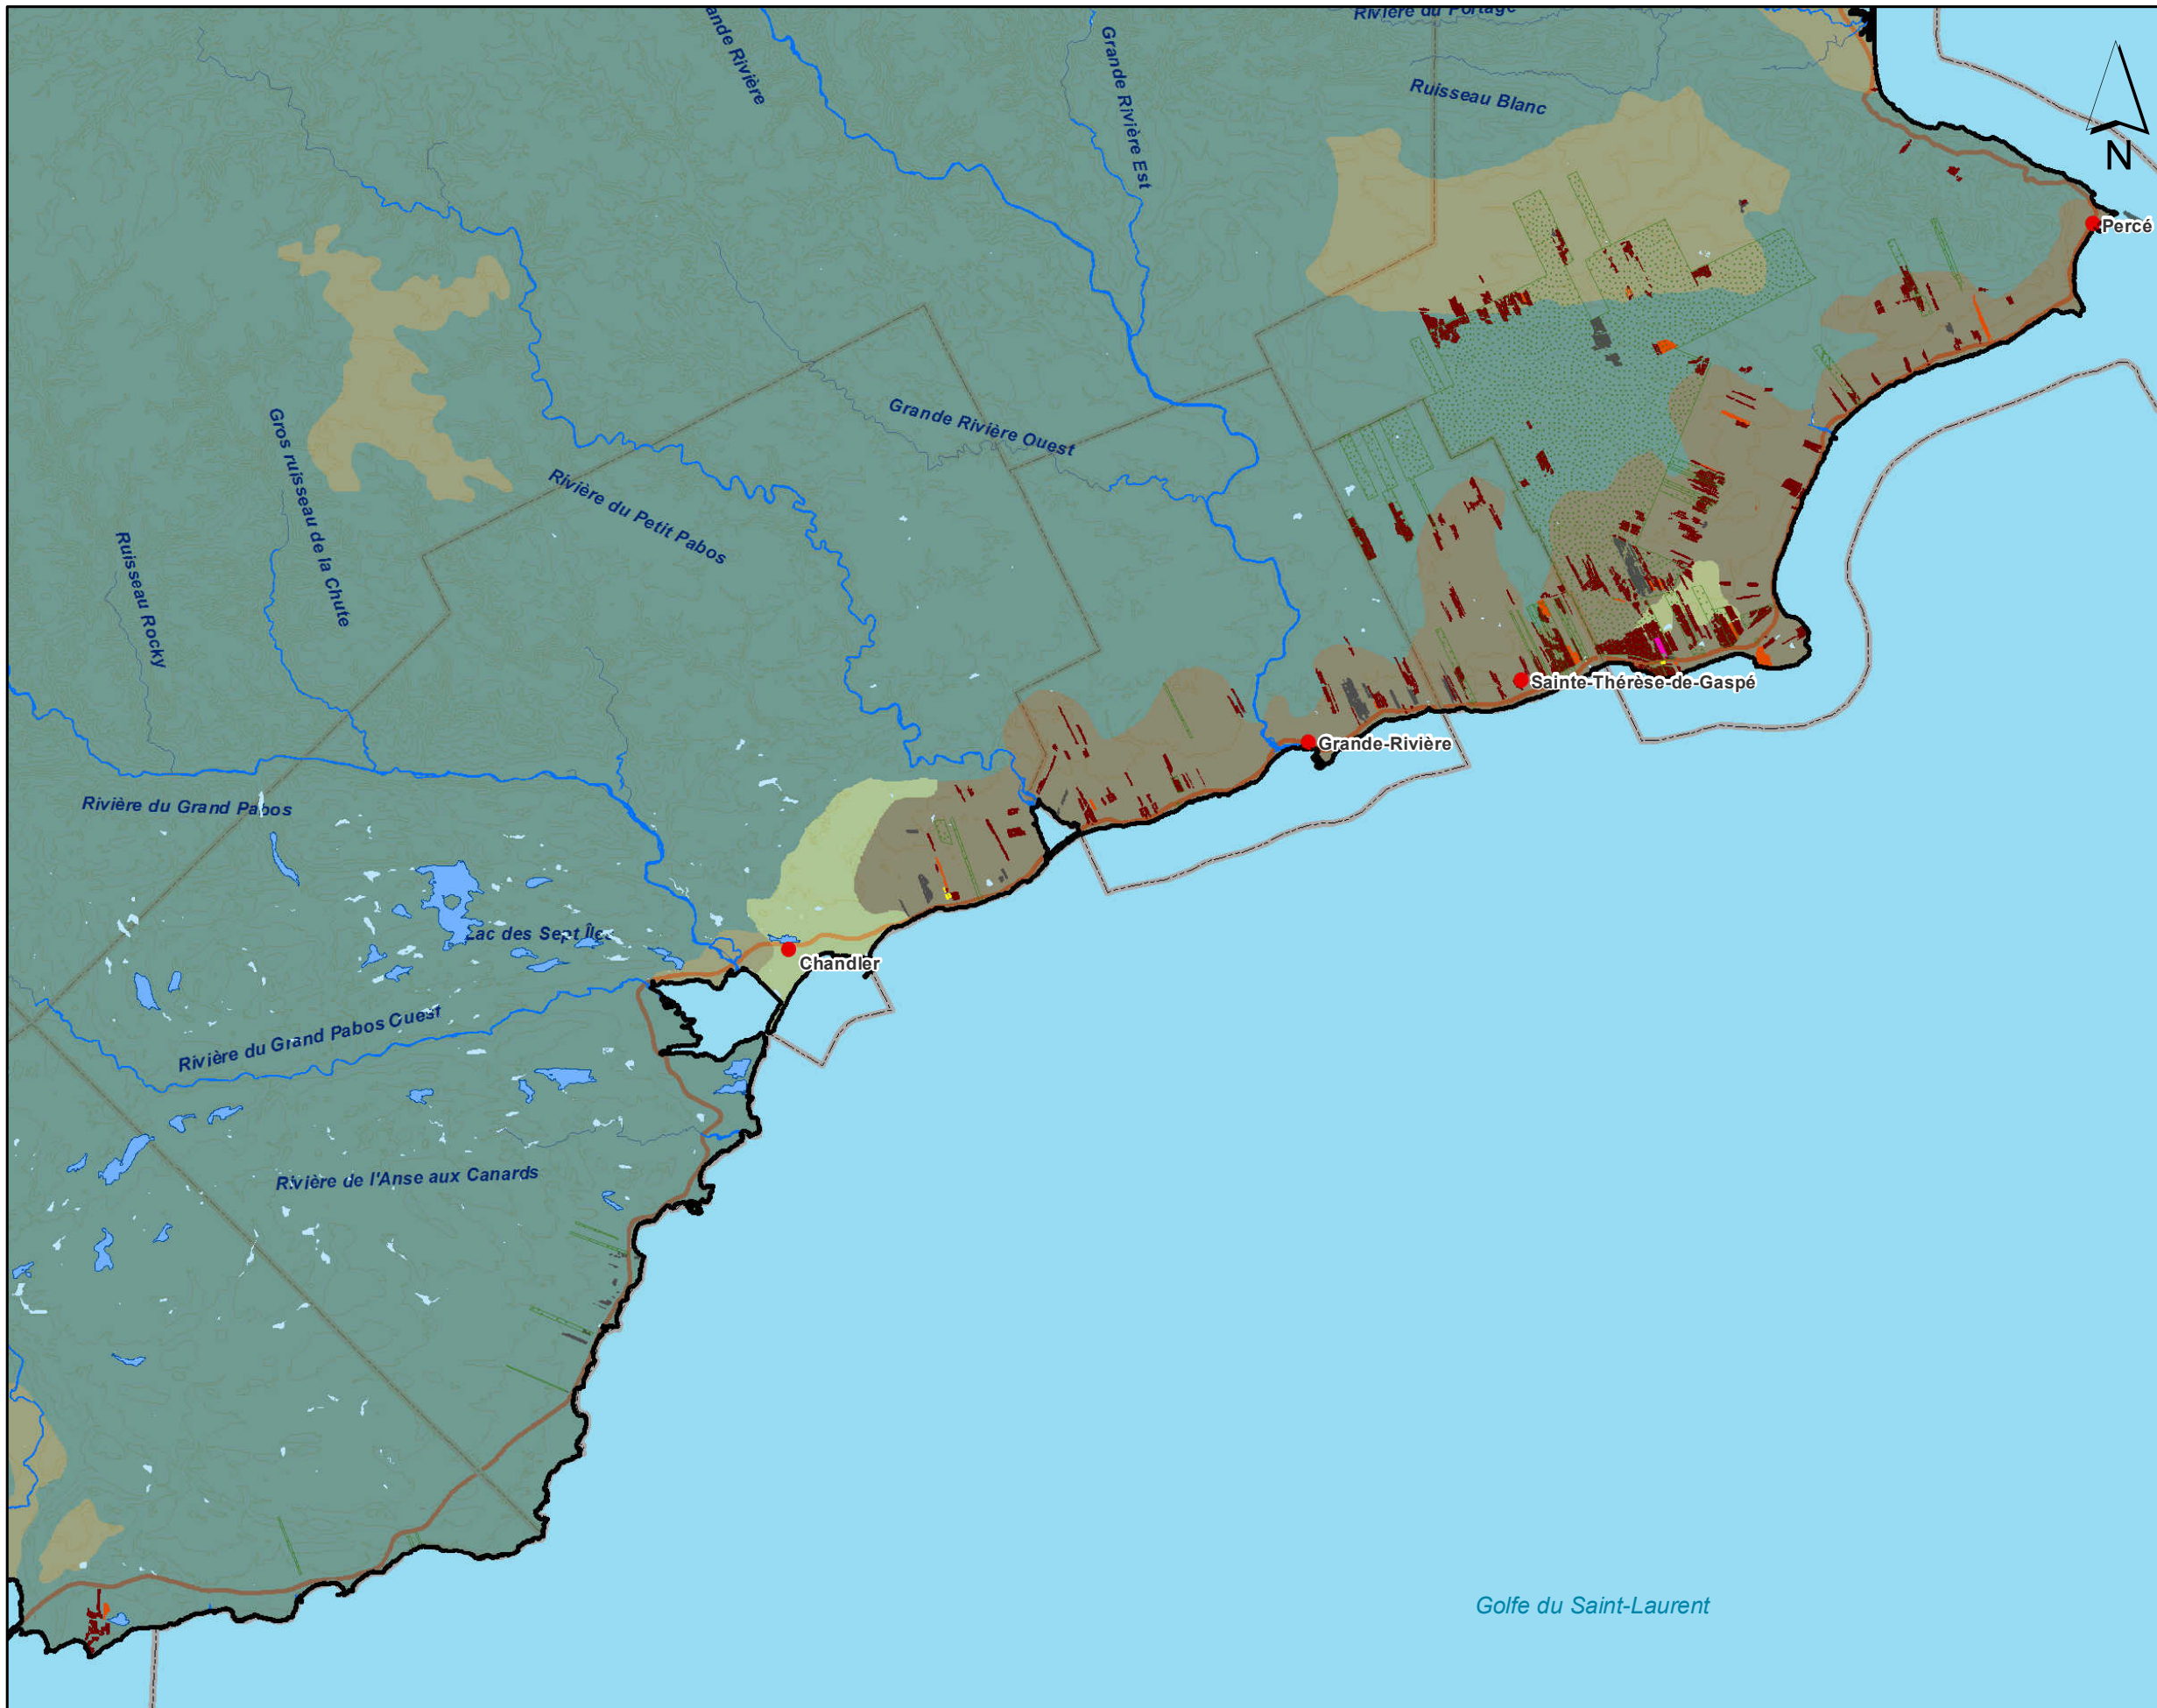 Rivière du Portage
Grande Rivière Est
Ruisseau Blanc
N
Percé
Grande Rivière Ouest
Gros ruisseau de la Chute
Rivière du Petit Pabos
Ruisseau Rocky
Sainte-Thérèse-de-Gaspé
Grande-Rivière
Rivière du Grand Pabos
Lac des Sept Îles
Chandler
Rivière du Grand Pabos Ouest
Rivière de l'Anse aux Canards
Golfe du Saint-Laurent